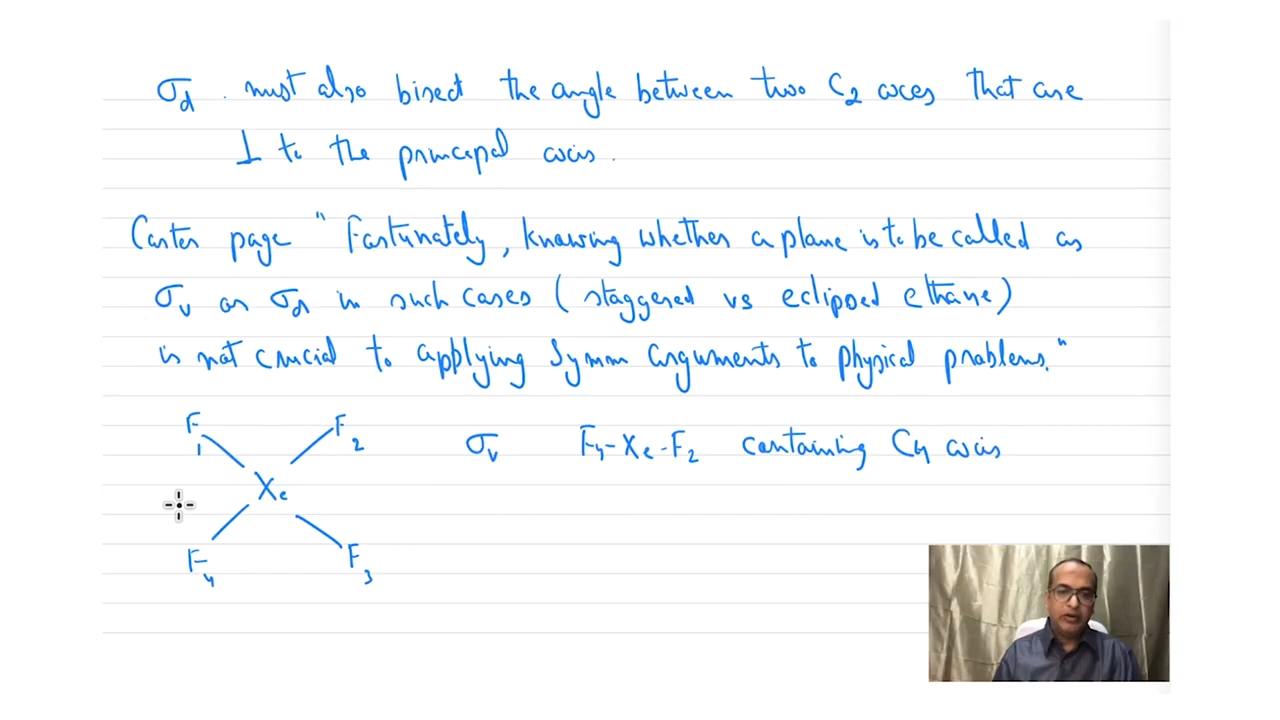 σd . must also bisect the angle between two C2 axes that are
⊥ to the principal axis .
Carter page " Fortunately, knowing whether a plane is to be called as
σv or σd in such cases ( staggered vs eclipsed ethane )
is not crucial to applying Symm arguments to physical problems."
F1 F2
σv F4-Xe-F2 containing C4 axis
Xe
F4 F3